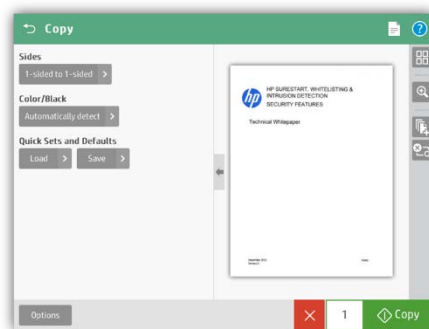 Copy
Sides
1-sided to 1-sided
Color/Black
Automatically detect
Quick Sets and Defaults
Load
Save
hp
HP SURESTART, WHITELISTING &
INTRUSION DETECTION
SECURITY FEATURES
Technical Whitepaper
Options
1
Copy